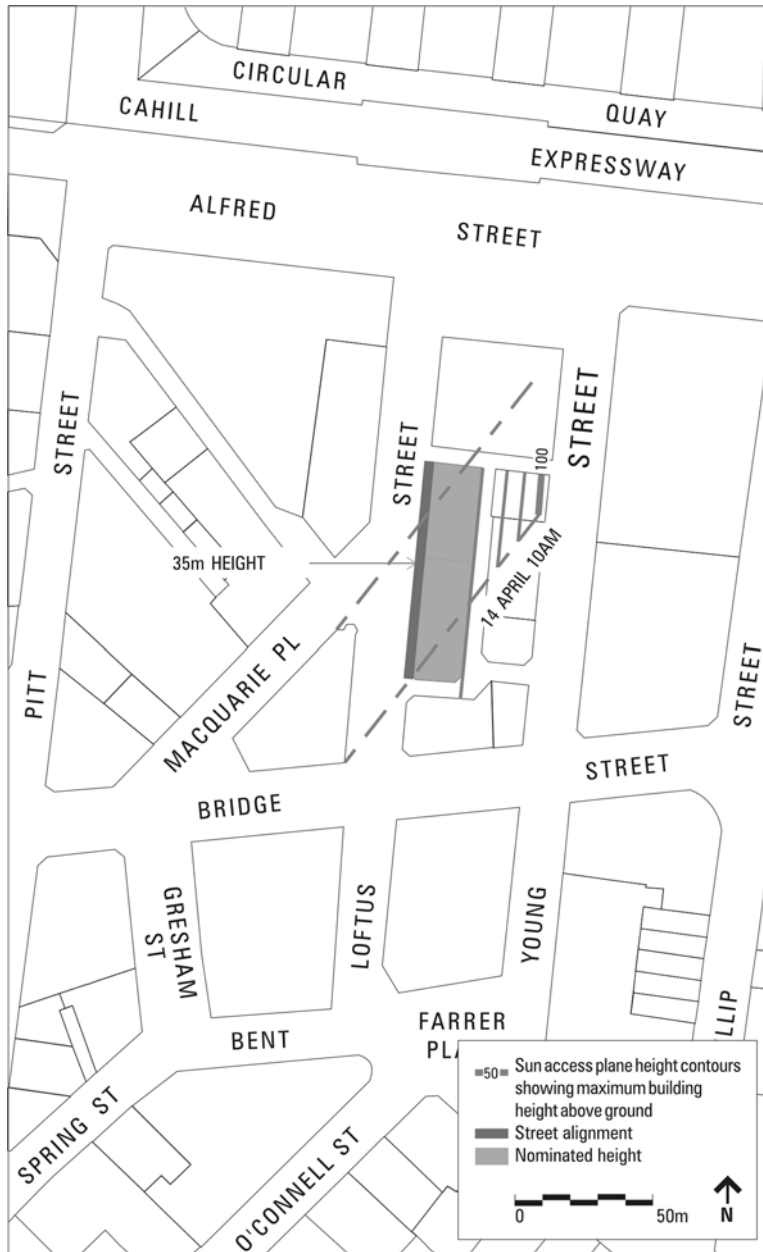 CIRCULAR
QUAY
CAHILL
EXPRESSWAY
ALFRED
STREET
STREET
STREET
STREET
100
35m HEIGHT
14 APRIL 10AM
MACQUARIE PL
PITT
STREET
STREET
BRIDGE
GRESHAM
ST
LOFTUS
YOUNG
BENT
FARRER
SPRING ST
O'CONNELL ST
50
Sun access plane height contours
showing maximum building
height above ground
Street alignment
Nominated height
0
50m
N